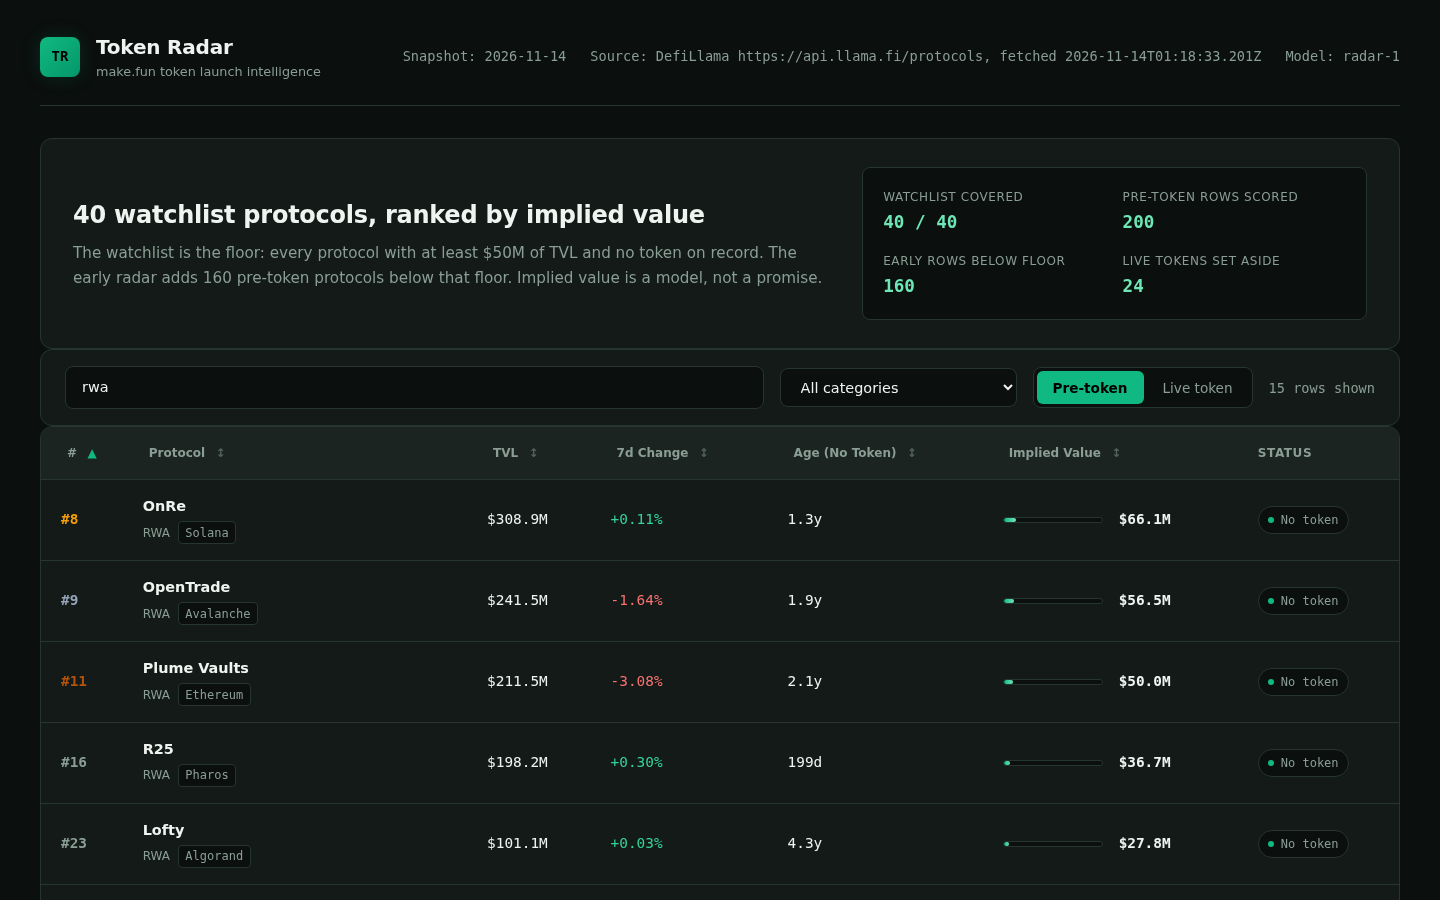 TR
Token Radar
make.fun token launch intelligence
Snapshot: 2026-11-14 Source: DefiLlama https://api.llama.fi/protocols, fetched 2026-11-14T01:18:33.201Z Model: radar-1
40 watchlist protocols, ranked by implied value
The watchlist is the floor: every protocol with at least $50M of TVL and no token on record. The
early radar adds 160 pre-token protocols below that floor. Implied value is a model, not a promise.
WATCHLIST COVERED
40 / 40
PRE-TOKEN ROWS SCORED
200
EARLY ROWS BELOW FLOOR
160
LIVE TOKENS SET ASIDE
24
rwa
All categories
Pre-token
Live token
15 rows shown
# ▲ Protocol ↕ TVL ↕ 7d Change ↕ Age (No Token) ↕ Implied Value ↕ STATUS
#8 OnRe $308.9M +0.11% 1.3y $66.1M No token
RWA Solana
#9 OpenTrade $241.5M -1.64% 1.9y $56.5M No token
RWA Avalanche
#11 Plume Vaults $211.5M -3.08% 2.1y $50.0M No token
RWA Ethereum
#16 R25 $198.2M +0.30% 199d $36.7M No token
RWA Pharos
#23 Lofty $101.1M +0.03% 4.3y $27.8M No token
RWA Algorand